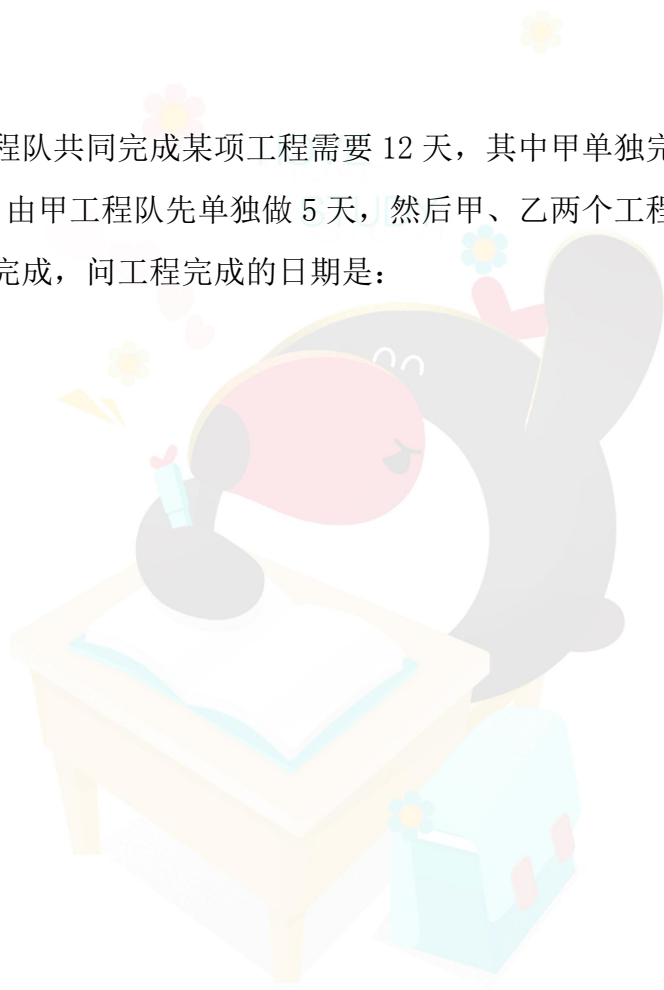 程队共同完成某项工程需要 12 天，其中甲单独完
由甲工程队先单独做 5 天，然后甲、乙两个工程
完成，问工程完成的日期是：